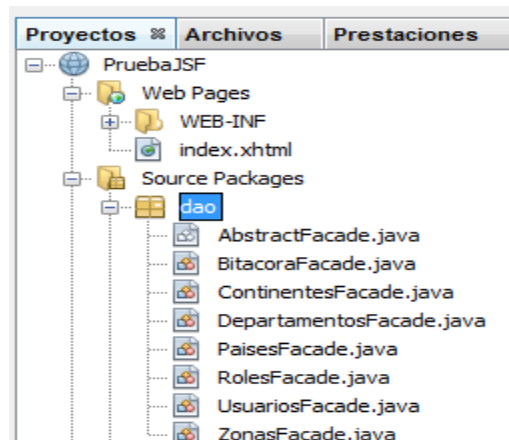 Proyectos Archivos Prestaciones
PruebaJSF
Web Pages
WEB-INF
index.xhtml
Source Packages
dao
AbstractFacade.java
BitacoraFacade.java
ContinentesFacade.java
DepartamentosFacade.java
PaisesFacade.java
RolesFacade.java
UsuariosFacade.java
ZonasFacade.java